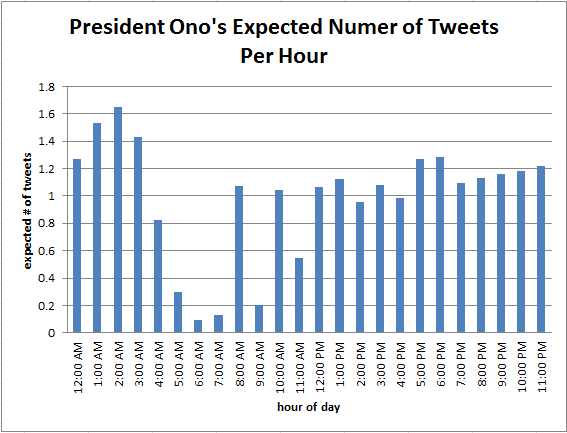 President Ono's Expected Numer of Tweets
Per Hour
1.8
1.6
1.4
1.2
1
0.8
0.6
0.4
0.2
0
expected # of tweets
12:00 AM
1:00 AM
2:00 AM
3:00 AM
4:00 AM
5:00 AM
6:00 AM
7:00 AM
8:00 AM
9:00 AM
10:00 AM
11:00 AM
12:00 PM
1:00 PM
2:00 PM
3:00 PM
4:00 PM
5:00 PM
6:00 PM
7:00 PM
8:00 PM
9:00 PM
10:00 PM
11:00 PM
hour of day